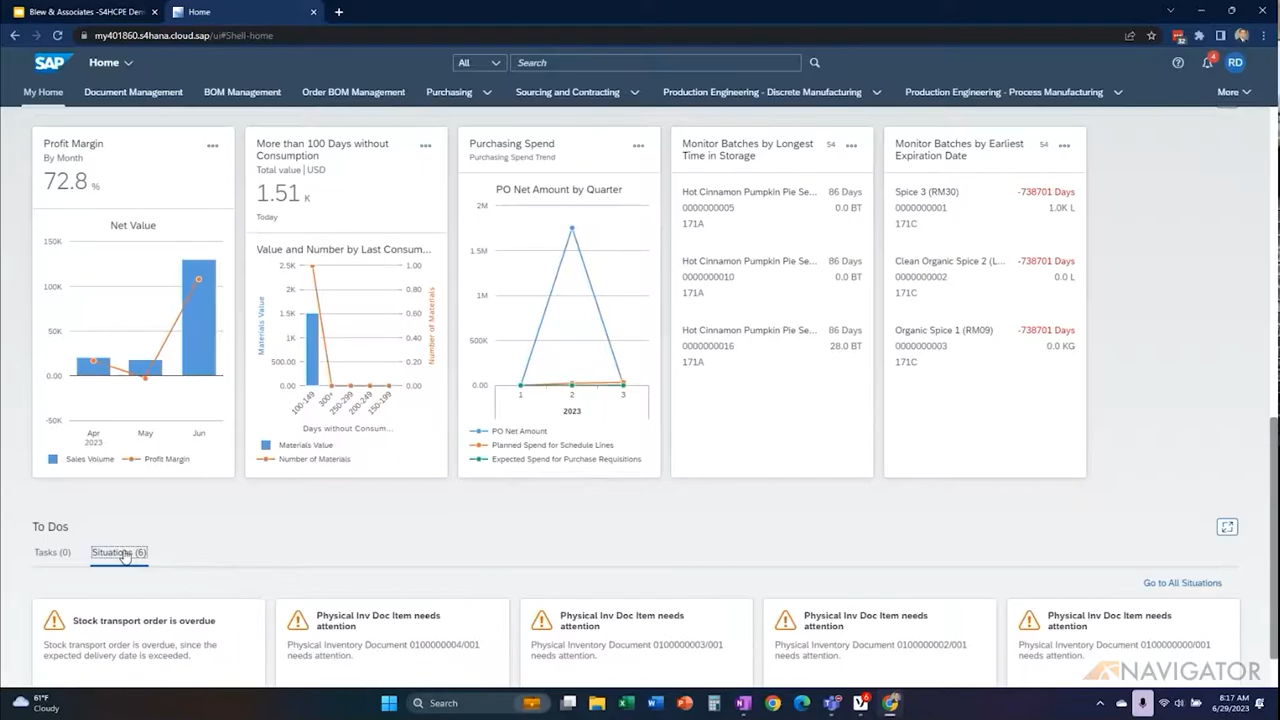 Blew & Associates -S4HCPE Den
Home
my401860.s4hana.cloud.sap/ui#Shell-home
32
SAP
Home
All
Search
4
RD
My Home
Document Management
BOM Management
Order BOM Management
Purchasing
Sourcing and Contracting
Production Engineering - Discrete Manufacturing
Production Engineering - Process Manufacturing
More
Profit Margin
By Month
72.8 %
Net Value
150K
100K
50K
0.00
-50K
Apr
May
Jun
2023
Sales Volume
Profit Margin
More than 100 Days without
Consumption
Total value | USD
1.51 K
Today
Value and Number by Last Consum...
2.5K
2K
1.5K
1K
500.00
0.00
1.00
0.80
0.60
0.40
0.20
0.00
Materials Value
Number of Materials
100-149
300+
250-299
200-249
150-199
Days without Consum...
Materials Value
Number of Materials
Purchasing Spend
Purchasing Spend Trend
PO Net Amount by Quarter
2M
1.5M
1M
500K
0.00
1
2
3
2023
PO Net Amount
Planned Spend for Schedule Lines
Expected Spend for Purchase Requisitions
Monitor Batches by Longest
Time in Storage
54
Hot Cinnamon Pumpkin Pie Se... 86 Days
0000000005 0.0 BT
171A
Hot Cinnamon Pumpkin Pie Se... 86 Days
0000000010 0.0 BT
171A
Hot Cinnamon Pumpkin Pie Se... 86 Days
0000000016 28.0 BT
171A
Monitor Batches by Earliest
Expiration Date
54
Spice 3 (RM30) -738701 Days
0000000001 1.0K L
171C
Clean Organic Spice 2 (L... -738701 Days
0000000002 0.0 L
171C
Organic Spice 1 (RM09) -738701 Days
0000000003 0.0 KG
171C
To Dos
Tasks (0)
Situations (6)
Go to All Situations
Stock transport order is overdue
Stock transport order is overdue, since the
expected delivery date is exceeded.
Physical Inv Doc Item needs
attention
Physical Inventory Document 0100000004/001
needs attention.
Physical Inv Doc Item needs
attention
Physical Inventory Document 0100000003/001
needs attention.
Physical Inv Doc Item needs
attention
Physical Inventory Document 0100000002/001
needs attention.
Physical Inv Doc Item needs
attention
Physical Inventory Document 0100000000/001
needs attention.
NAVIGATOR
61°F
Cloudy
Search
6
8:17 AM
6/29/2023